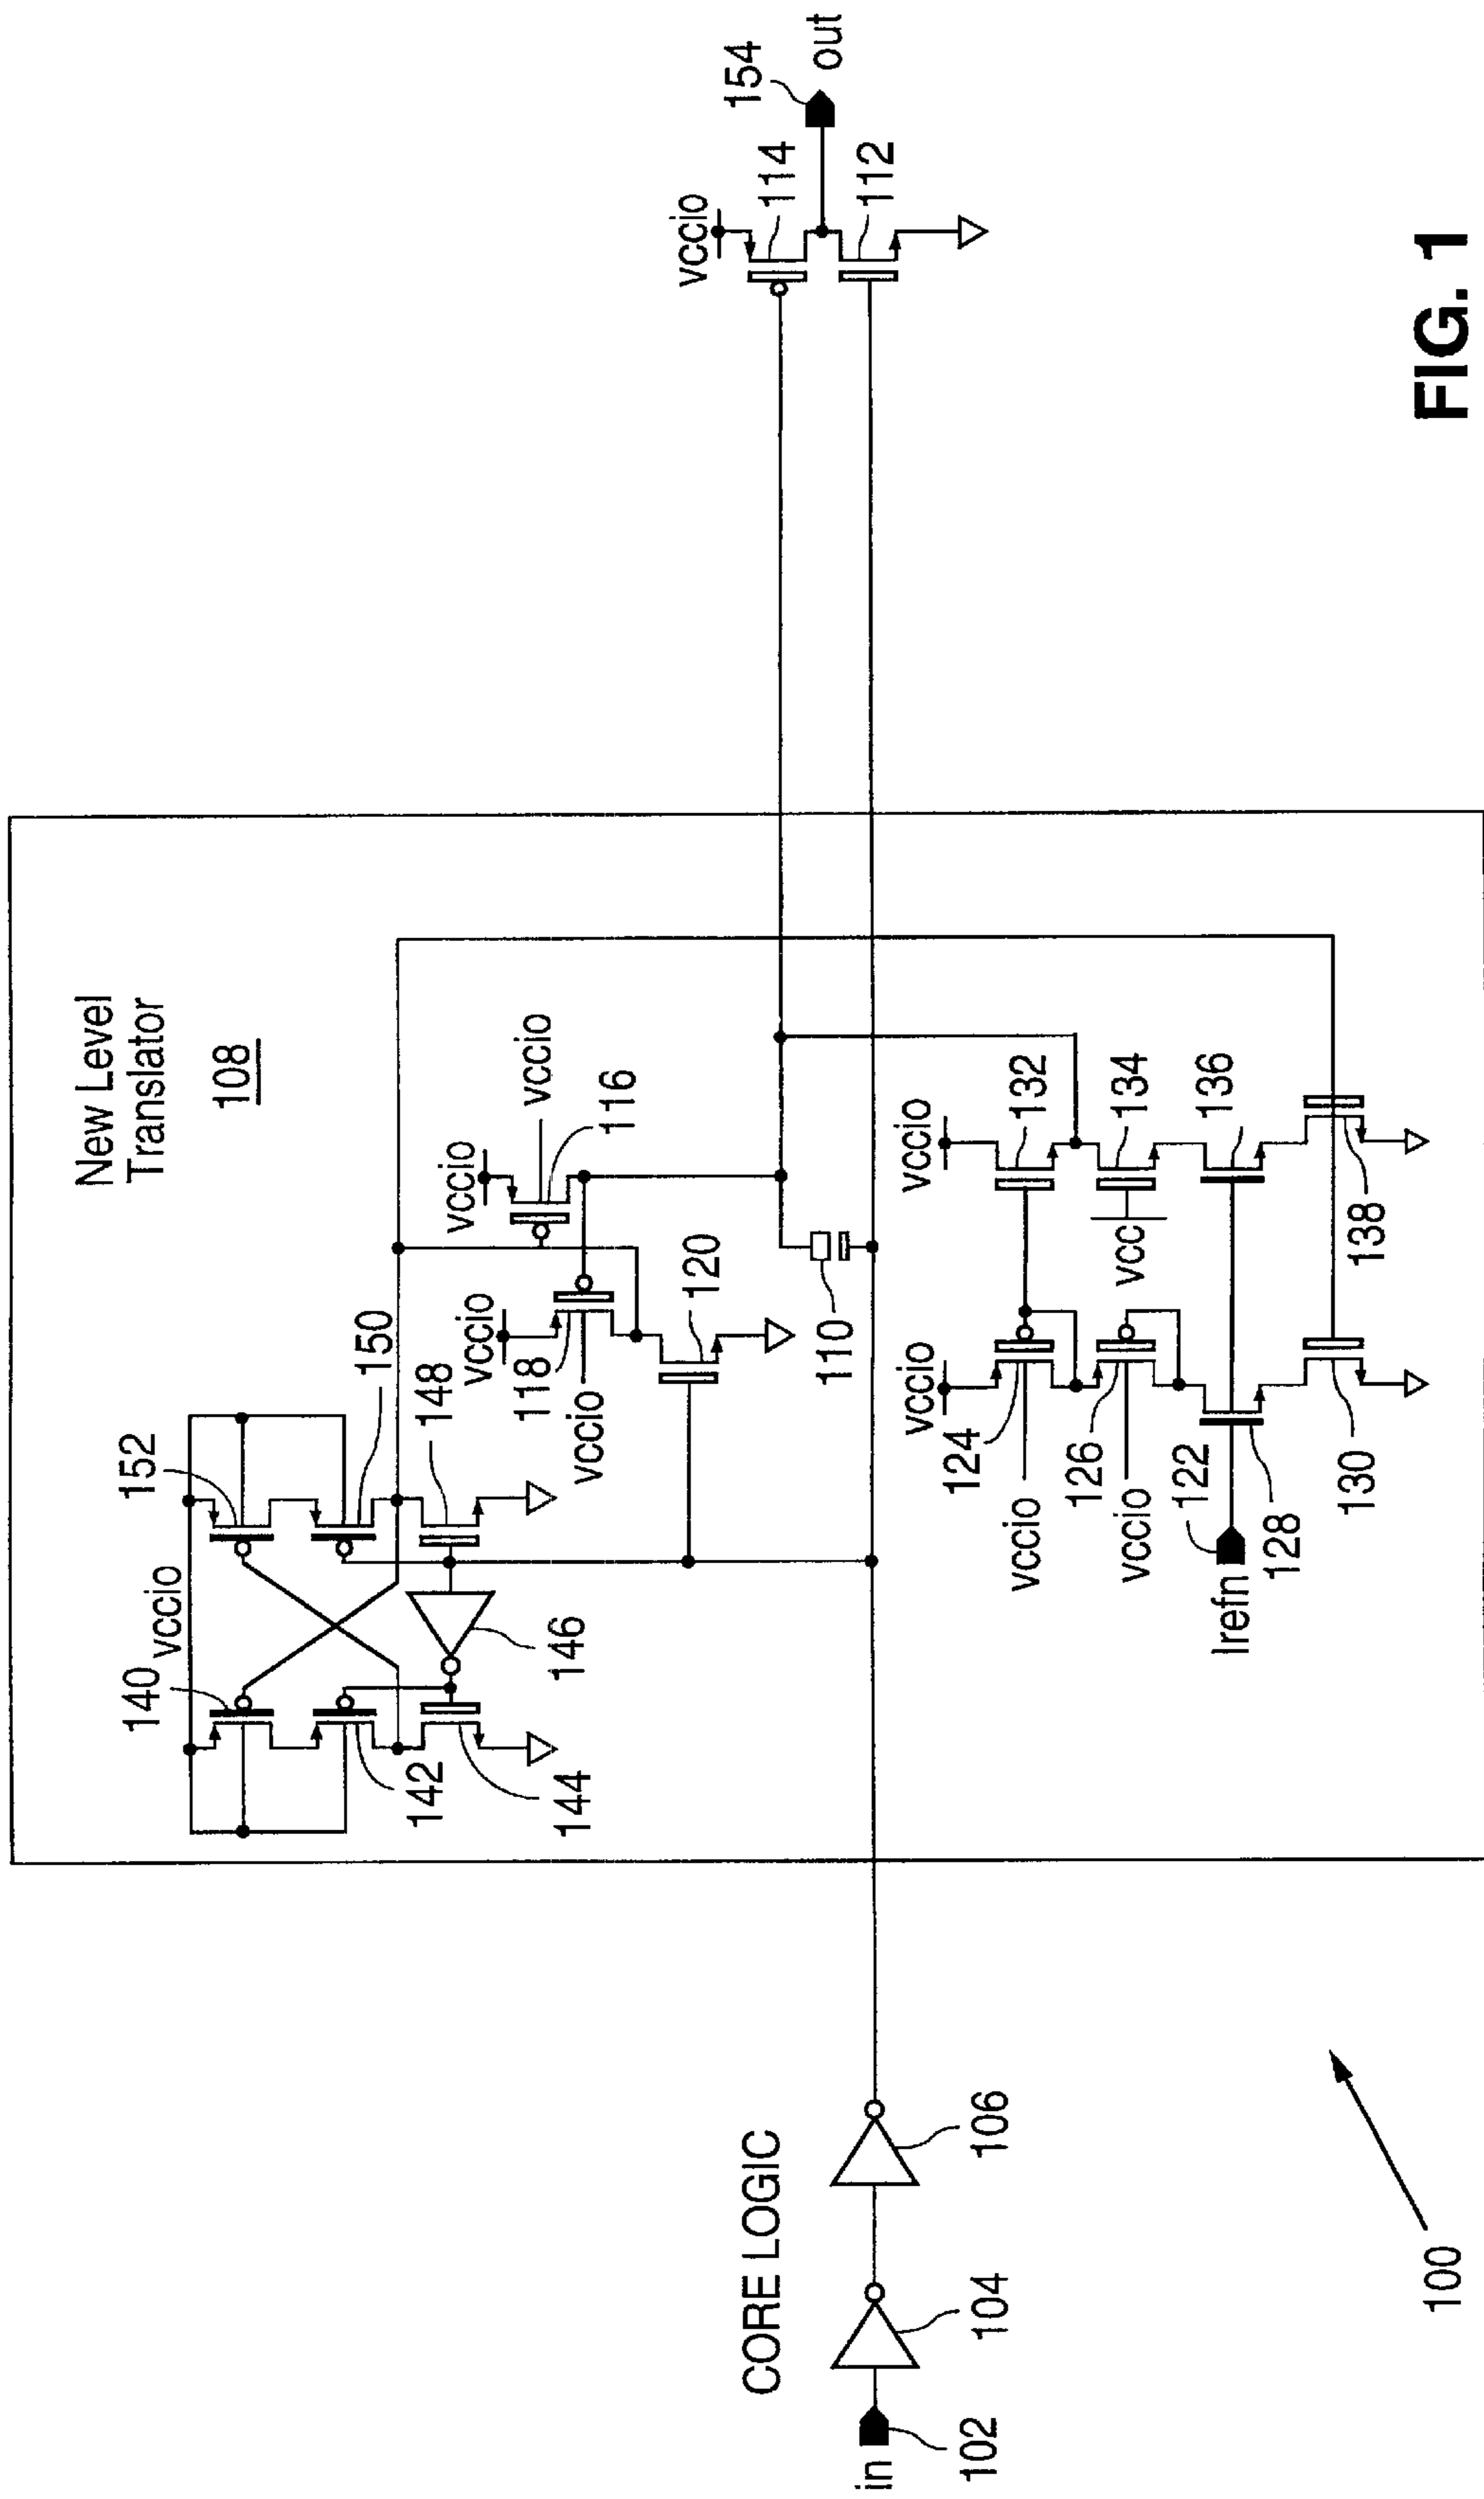 New Level
Translator
108
140
vccio
152
150
148
142
144
146
vccio
118
vccio
vccio
vccio
116
120
110
vccio
114
154
out
112
CORE LOGIC
in
102
104
106
vccio
124
vccio
126
vccio
122
Irefn
128
130
vccio
132
134
vcc
136
138
100
FIG. 1